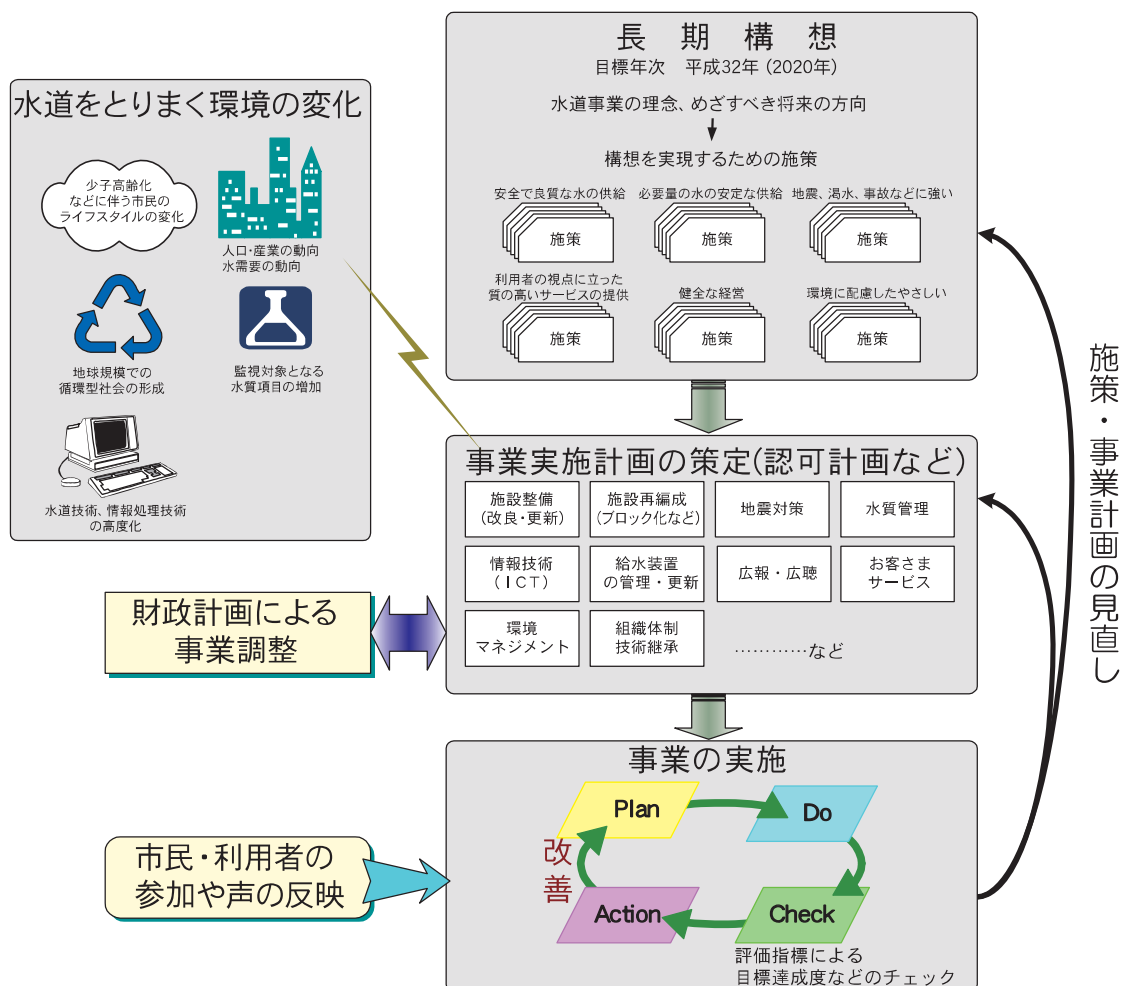 長期構想
目標年次 平成32年 (2020年)
水道事業の理念、めざすべき将来の方向
構想を実現するための施策
安全で良質な水の供給
必要量の水の安定な供給
地震、渇水、事故などに強い
施策
施策
施策
利用者の視点に立った
質の高いサービスの提供
健全な経営
環境に配慮したやさしい
施策
施策
施策
水道をとりまく環境の変化
少子高齢化
などに伴う市民の
ライフスタイルの変化
人口・産業の動向
水需要の動向
地球規模での
循環型社会の形成
監視対象となる
水質項目の増加
水道技術、情報処理技術
の高度化
事業実施計画の策定(認可計画など)
施設整備
(改良・更新)
施設再編成
(ブロック化など)
地震対策
水質管理
情報技術
(ICT)
給水装置
の管理・更新
広報・広聴
お客さま
サービス
環境
マネジメント
組織体制
技術継承
…………など
財政計画による
事業調整
事業の実施
Plan
Do
改善
Action
Check
評価指標による
目標達成度などのチェック
市民・利用者の
参加や声の反映
施策・事業計画の見直し